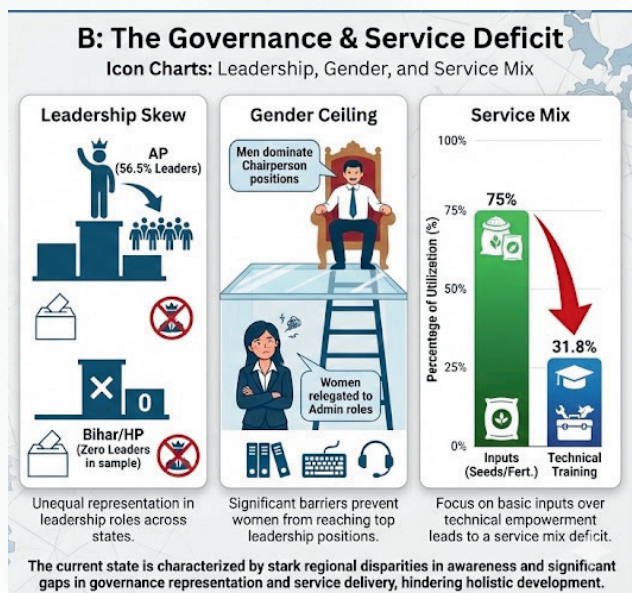 B: The Governance & Service Deficit
Icon Charts: Leadership, Gender, and Service Mix
Leadership Skew
AP
(56.5% Leaders)
0
Bihar/HP
(Zero Leaders
in sample)
Unequal representation in
leadership roles across
states.
Gender Ceiling
Men dominate
Chairperson
positions
Women
relegated to
Admin roles
Significant barriers prevent
women from reaching top
leadership positions.
Service Mix
Percentage of Utilization (%)
100%
75%
50%
25%
0%
75%
31.8%
Inputs
(Seeds/Fert.)
Technical
Training
Focus on basic inputs over
technical empowerment
leads to a service mix deficit.
The current state is characterized by stark regional disparities in awareness and significant
gaps in governance representation and service delivery, hindering holistic development.